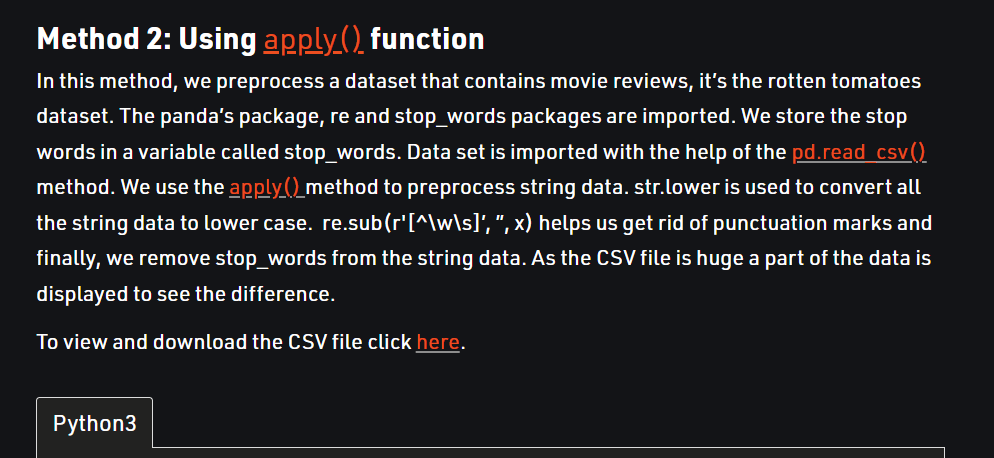 Method 2: Using apply() function
In this method, we preprocess a dataset that contains movie reviews, it’s the rotten tomatoes
dataset. The panda’s package, re and stop_words packages are imported. We store the stop
words in a variable called stop_words. Data set is imported with the help of the pd.read_csv()
method. We use the apply() method to preprocess string data. str.lower is used to convert all
the string data to lower case.  re.sub(r'[^\w\s]’, ”, x) helps us get rid of punctuation marks and
finally, we remove stop_words from the string data. As the CSV file is huge a part of the data is
displayed to see the difference.
To view and download the CSV file click here.
Python3